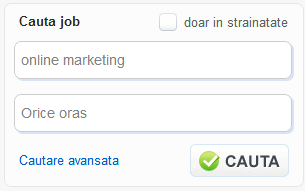 Cauta job doar in strainatate
online marketing
Orice oras
Cautare avansata CAUTA